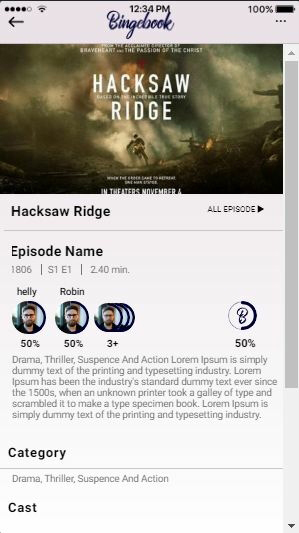 12:34 PM 100%
Bingebook
FROM THE ACCLAIMED DIRECTOR OF
BRAVEHEART AND THE PASSION OF THE CHRIST
HACKSAW
BASED ON THE INCREDIBLE TRUE STORY
RIDGE
WHEN THE ORDER CAME TO RETREAT,
ONE MAN STAYED.
IN THEATERS NOVEMBER 4
Hacksaw Ridge ALL EPISODE
Episode Name
1806 | S1 E1 | 2.40 min.
helly Robin
B
50% 50% 3+ 50%
Drama, Thriller, Suspence And Action Lorem Ipsum is simply
dummy text of the printing and typesetting industry. Lorem
Ipsum has been the industry's standard dummy text ever since
the 1500s, when an unknown printer took a galley of type and
scrambled it to make a type specimen book. Lorem Ipsum is
simply dummy text of the printing and typesetting industry.
Category
Drama, Thriller, Suspense And Action
Cast